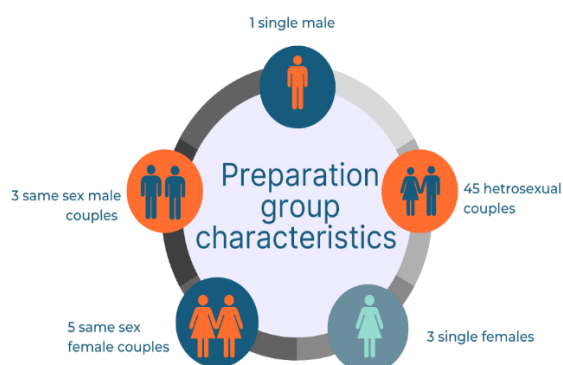 1 single male
Preparation
group
characteristics
3 same sex male
couples
45 hetrosexual
couples
5 same sex
female couples
3 single females